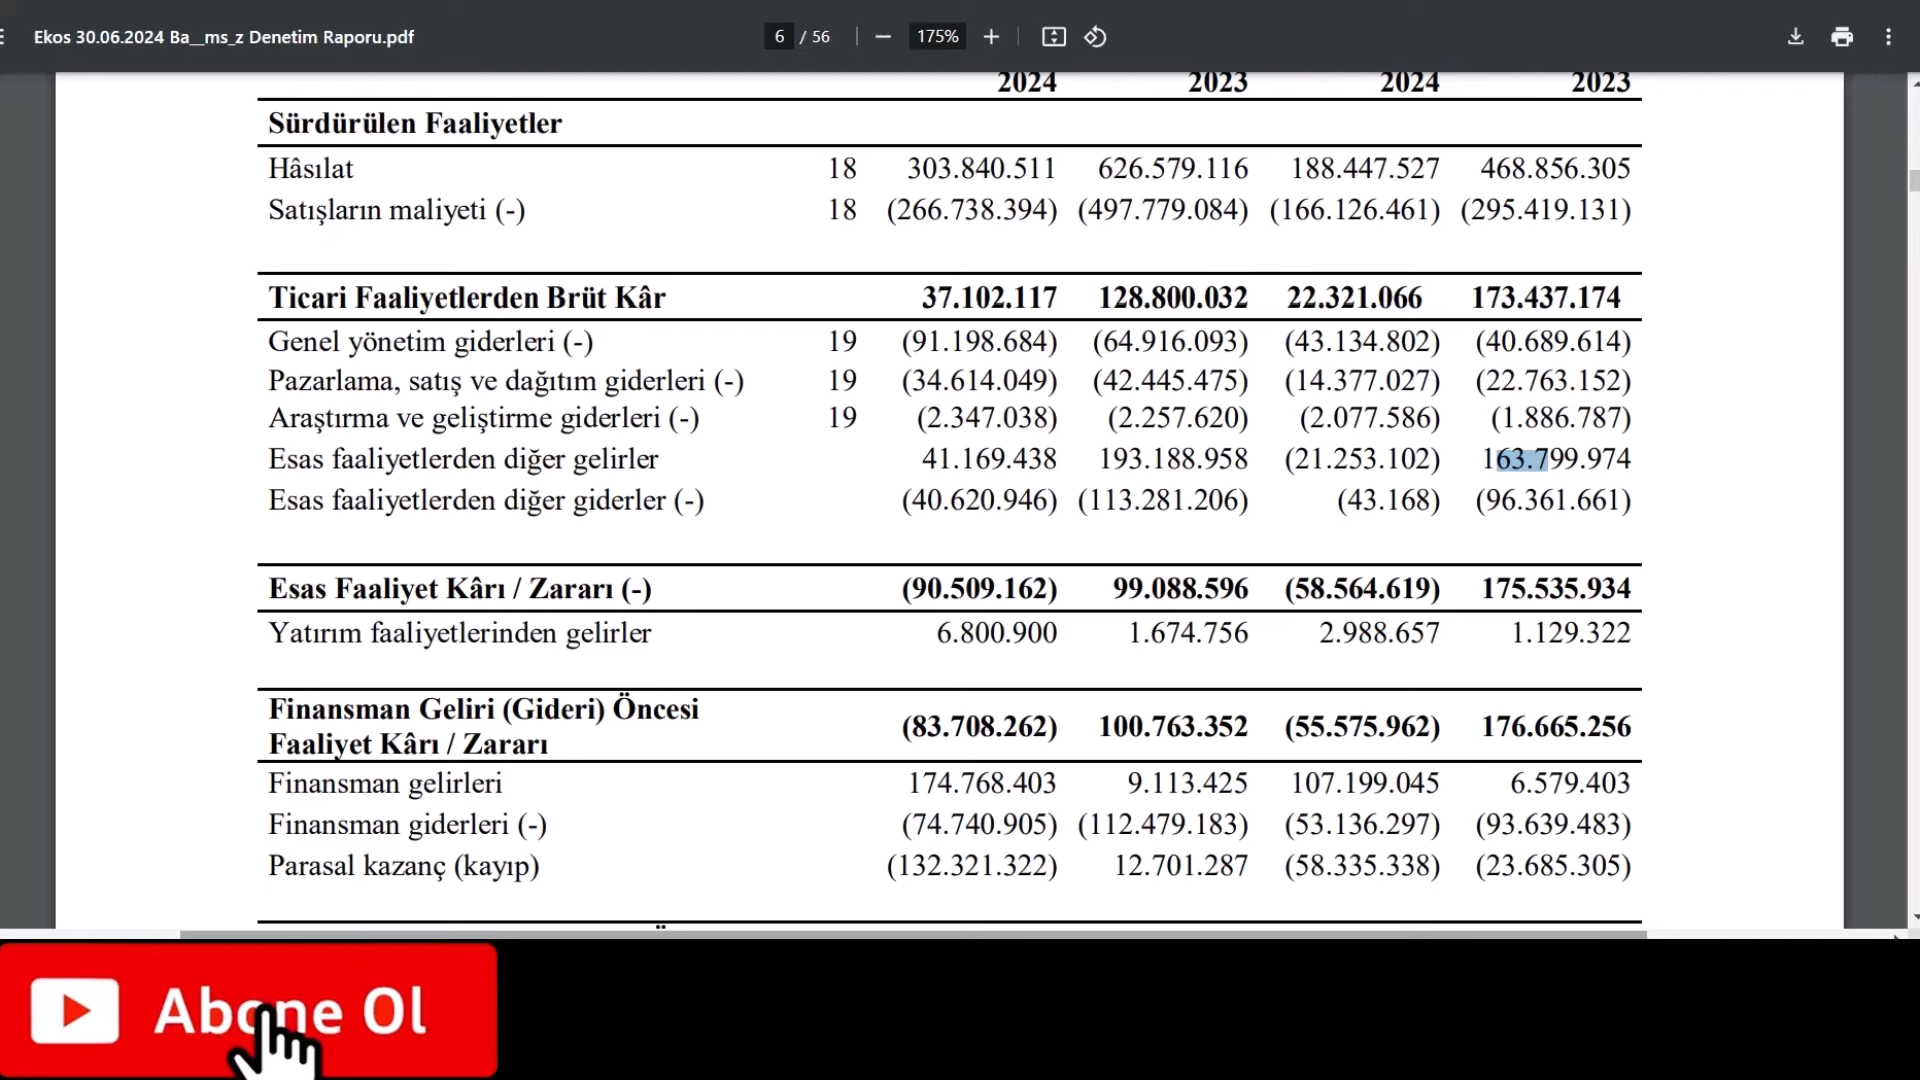 Ekos 30.06.2024 Ba__ms_z Denetim Raporu.pdf 6 / 56 175%
2024 2023 2024 2023
Sürdürülen Faaliyetler
Hâsılat 18 303.840.511 626.579.116 188.447.527 468.856.305
Satışların maliyeti (-) 18 (266.738.394) (497.779.084) (166.126.461) (295.419.131)
Ticari Faaliyetlerden Brüt Kâr 37.102.117 128.800.032 22.321.066 173.437.174
Genel yönetim giderleri (-) 19 (91.198.684) (64.916.093) (43.134.802) (40.689.614)
Pazarlama, satış ve dağıtım giderleri (-) 19 (34.614.049) (42.445.475) (14.377.027) (22.763.152)
Araştırma ve geliştirme giderleri (-) 19 (2.347.038) (2.257.620) (2.077.586) (1.886.787)
Esas faaliyetlerden diğer gelirler 41.169.438 193.188.958 (21.253.102) 163.799.974
Esas faaliyetlerden diğer giderler (-) (40.620.946) (113.281.206) (43.168) (96.361.661)
Esas Faaliyet Kârı / Zararı (-) (90.509.162) 99.088.596 (58.564.619) 175.535.934
Yatırım faaliyetlerinden gelirler 6.800.900 1.674.756 2.988.657 1.129.322
Finansman Geliri (Gideri) Öncesi
Faaliyet Kârı / Zararı (83.708.262) 100.763.352 (55.575.962) 176.665.256
Finansman gelirleri 174.768.403 9.113.425 107.199.045 6.579.403
Finansman giderleri (-) (74.740.905) (112.479.183) (53.136.297) (93.639.483)
Parasal kazanç (kayıp) (132.321.322) 12.701.287 (58.335.338) (23.685.305)
Abone Ol